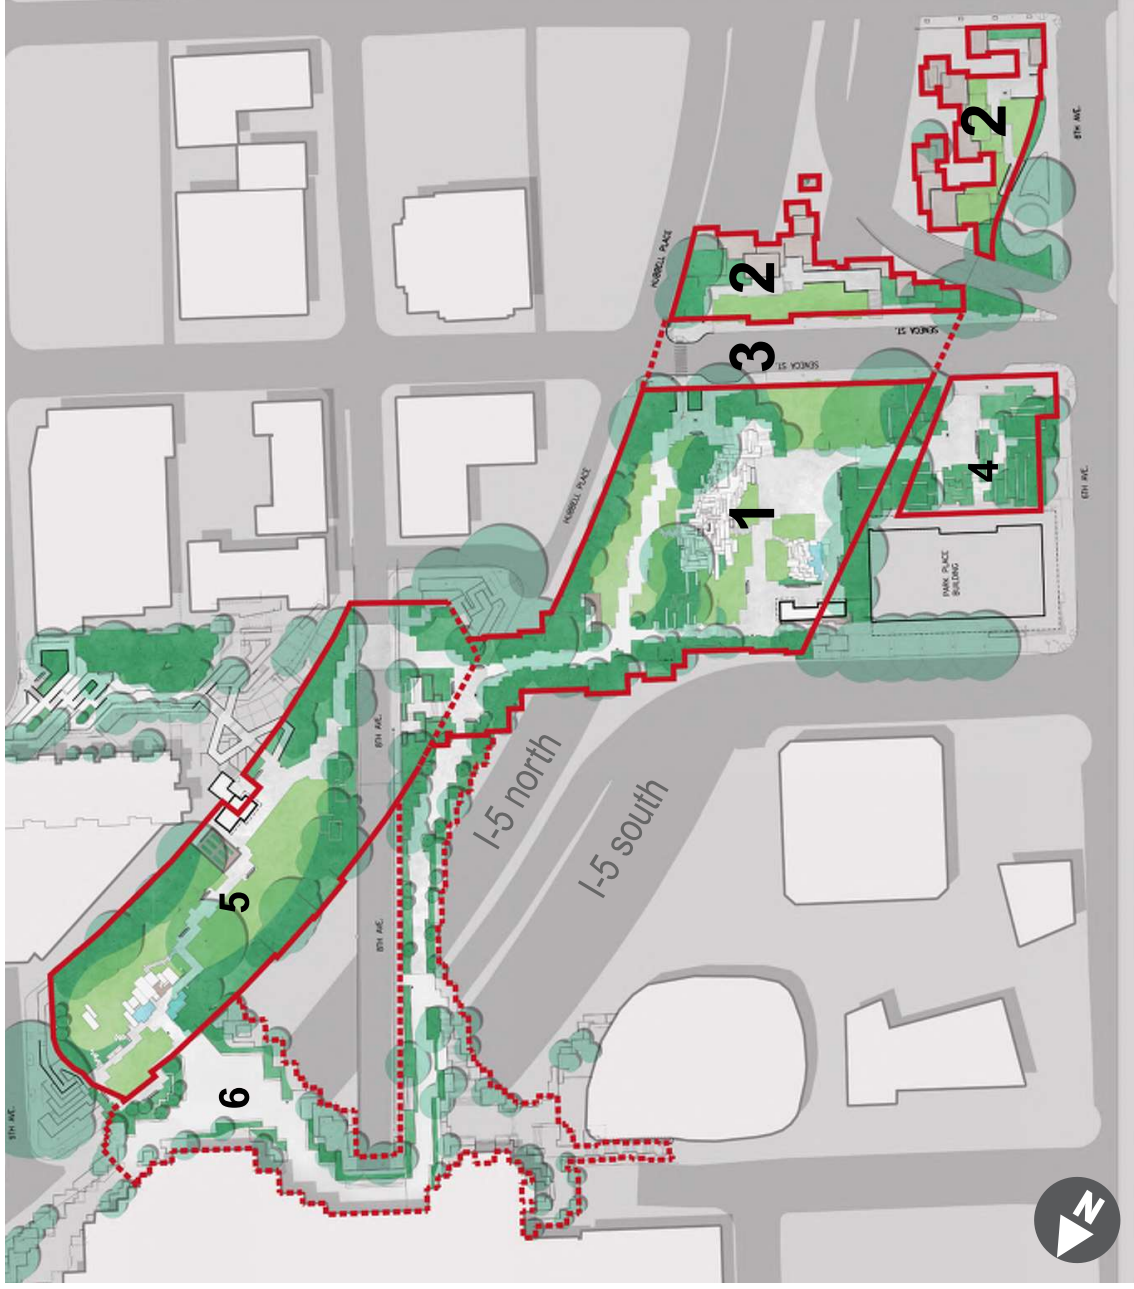 2
6TH AVE.
HUBBELL PLACE
2
SENECA ST.
3
SENECA ST.
4
6TH AVE.
HUBBELL PLACE
1
PARK PLACE
BUILDING
8TH AVE.
I-5 north
I-5 south
5
8TH AVE.
6
9TH AVE.
N